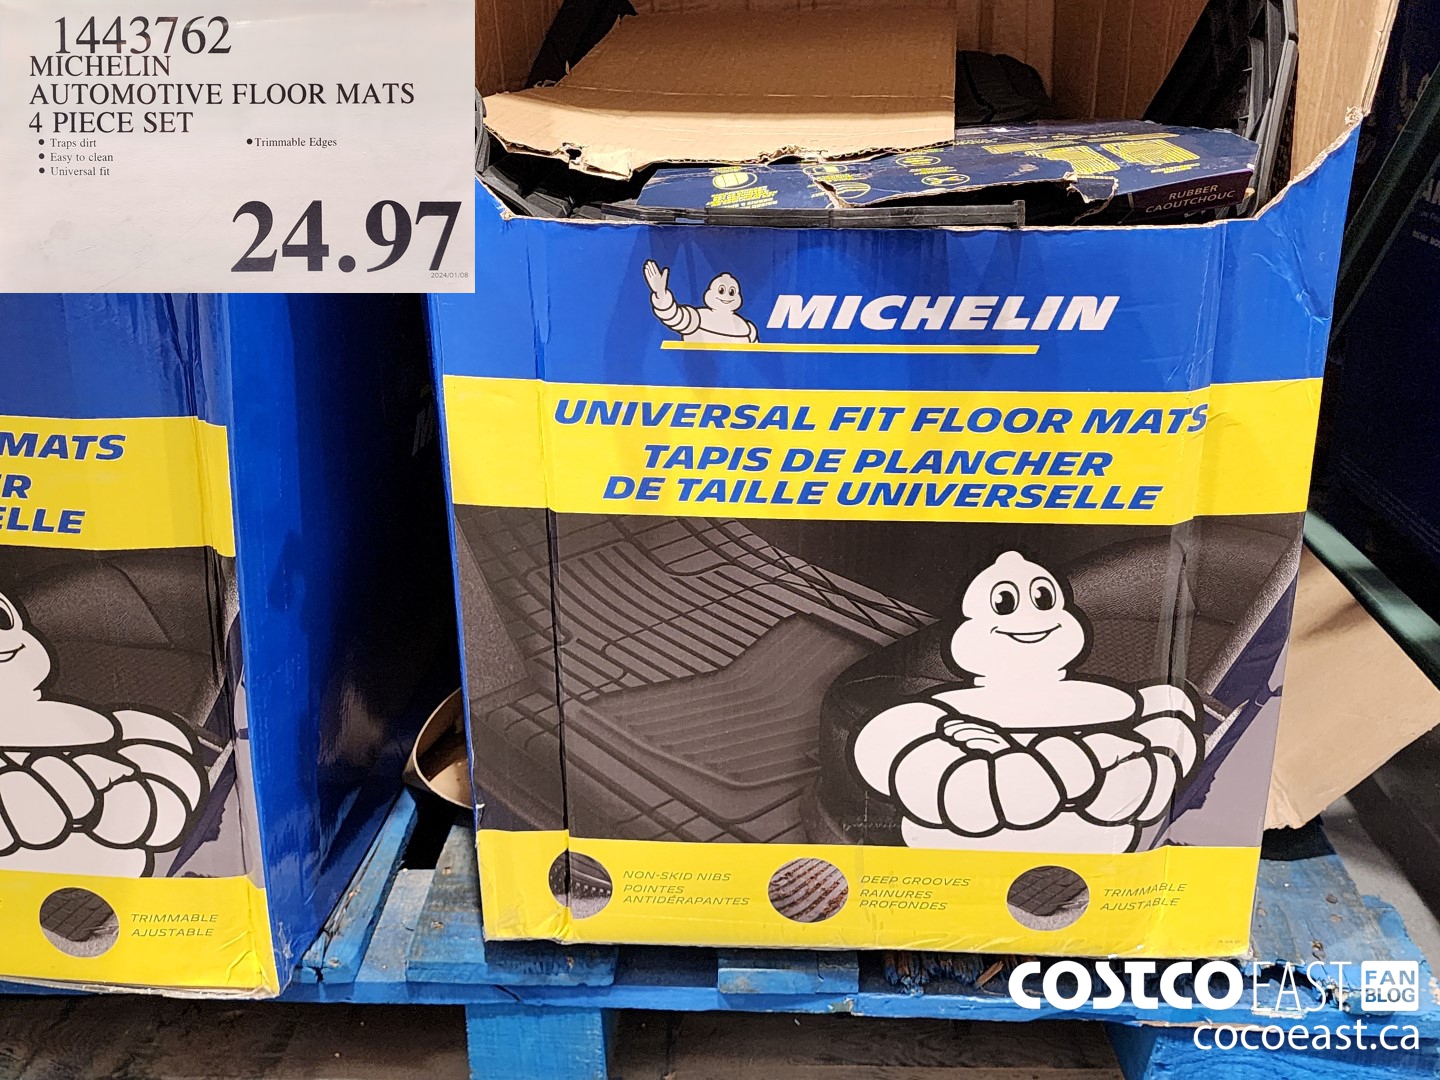 1443762
MICHELIN
AUTOMOTIVE FLOOR MATS
4 PIECE SET
• Traps dirt
• Easy to clean
• Universal fit
• Trimmable Edges
24.97
2024/01/08
RUBBER
CAOUTCHOUC
MICHELIN
UNIVERSAL FIT FLOOR MATS
TAPIS DE PLANCHER
DE TAILLE UNIVERSELLE
NON-SKID NIBS
POINTES
ANTIDÉRAPANTES
DEEP GROOVES
RAINURES
PROFONDES
TRIMMABLE
AJUSTABLE
MATS
R
ELLE
TRIMMABLE
AJUSTABLE
COSTCO EAST FAN
BLOG
cocoeast.ca